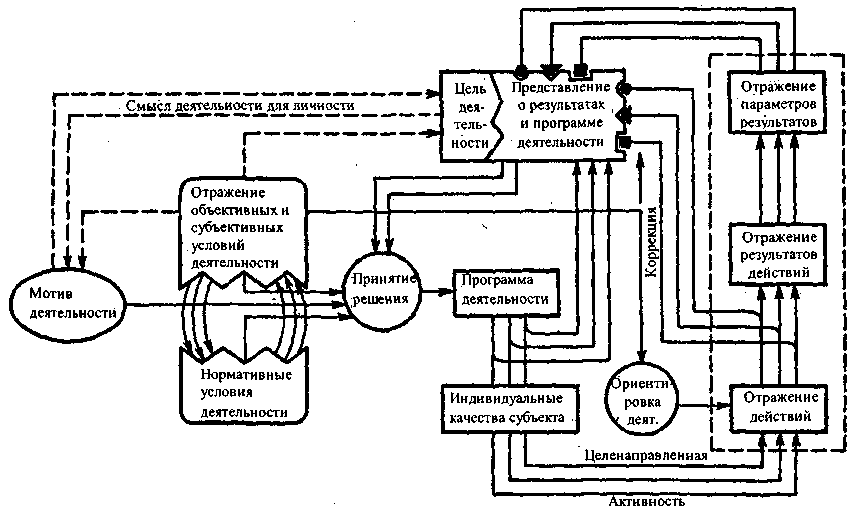 Цель
дея-
тель-
ности
Представление
о результатах
и программе
деятельности
Отражение
параметров
результатов
Смысл деятельности для личности
Отражение
объективных и
субъективных
условий
деятельности
Коррекция
Отражение
результатов
действий
Мотив
деятельности
Принятие
решения
Программа
деятельности
Нормативные
условия
деятельности
Индивидуальные
качества субъекта
Ориенти-
ровка
деят.
Отражение
действий
Целенаправленная
Активность